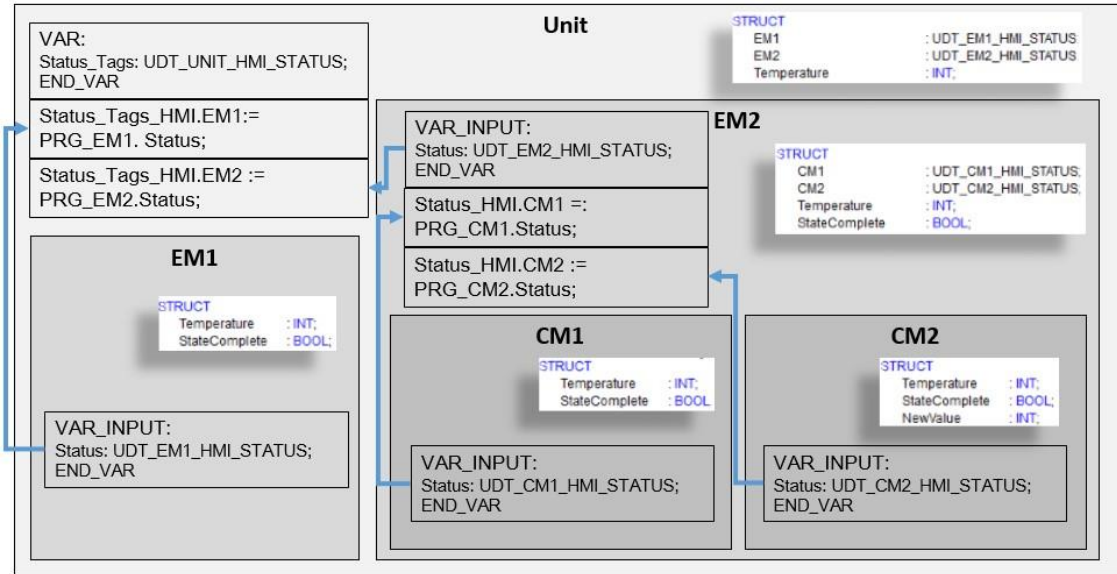 Unit
VAR:
Status_Tags: UDT_UNIT_HMI_STATUS;
END_VAR
Status_Tags_HMI.EM1:=
PRG_EM1. Status;
Status_Tags_HMI.EM2 :=
PRG_EM2.Status;
STRUCT
EM1 : UDT_EM1_HMI_STATUS
EM2 : UDT_EM2_HMI_STATUS
Temperature : INT;
EM1
STRUCT
Temperature : INT;
StateComplete : BOOL;
VAR_INPUT:
Status: UDT_EM1_HMI_STATUS;
END_VAR
EM2
VAR_INPUT:
Status: UDT_EM2_HMI_STATUS;
END_VAR
Status_HMI.CM1 =:
PRG_CM1.Status;
Status_HMI.CM2 :=
PRG_CM2.Status;
STRUCT
CM1 : UDT_CM1_HMI_STATUS;
CM2 : UDT_CM2_HMI_STATUS;
Temperature : INT;
StateComplete : BOOL;
CM1
STRUCT
Temperature : INT;
StateComplete : BOOL
VAR_INPUT:
Status: UDT_CM1_HMI_STATUS;
END_VAR
CM2
STRUCT
Temperature : INT;
StateComplete : BOOL;
NewValue : INT;
VAR_INPUT:
Status: UDT_CM2_HMI_STATUS;
END_VAR